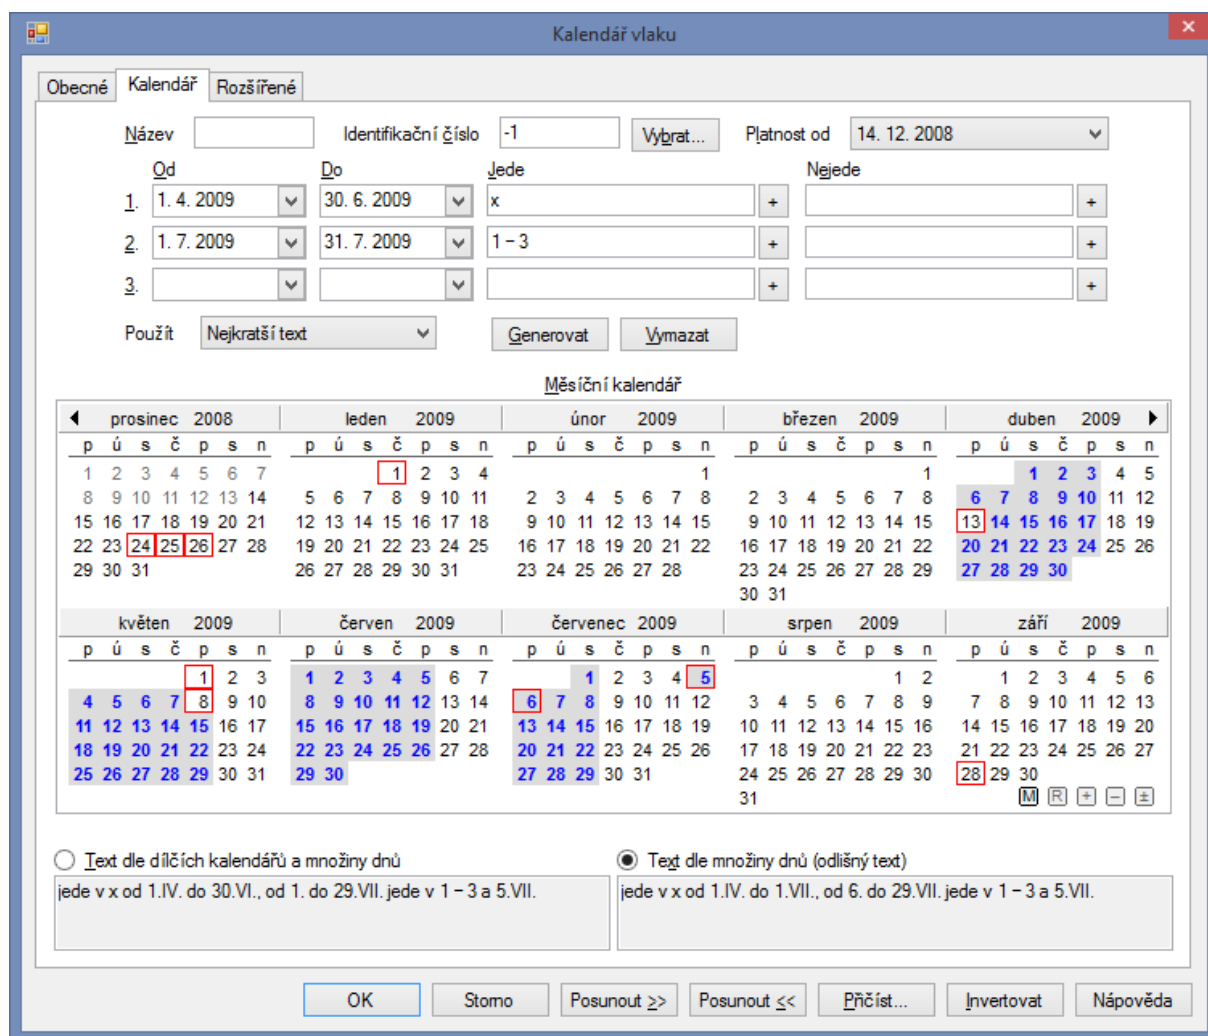 Kalendář vlaku
Obecné Kalendář Rozšířené
Název Identifikační číslo -1 Vybrat... Platnost od 14. 12. 2008
Od Do Jede Nejede
1. 1. 4. 2009 30. 6. 2009 x + +
2. 1. 7. 2009 31. 7. 2009 1 – 3 + +
3. + +
Použít Nejkratší text Generovat Vymazat
Měsíční kalendář
prosinec 2008 leden 2009 únor 2009 březen 2009 duben 2009
p ú s č p s n p ú s č p s n p ú s č p s n p ú s č p s n p ú s č p s n
1 2 3 4 5 6 7 1 2 3 4 1 1 1 2 3 4 5
8 9 10 11 12 13 14 5 6 7 8 9 10 11 2 3 4 5 6 7 8 2 3 4 5 6 7 8 6 7 8 9 10 11 12
15 16 17 18 19 20 21 12 13 14 15 16 17 18 9 10 11 12 13 14 15 9 10 11 12 13 14 15 13 14 15 16 17 18 19
22 23 24 25 26 27 28 19 20 21 22 23 24 25 16 17 18 19 20 21 22 16 17 18 19 20 21 22 20 21 22 23 24 25 26
29 30 31 26 27 28 29 30 31 23 24 25 26 27 28 23 24 25 26 27 28 29 27 28 29 30
30 31
květen 2009 červen 2009 červenec 2009 srpen 2009 září 2009
p ú s č p s n p ú s č p s n p ú s č p s n p ú s č p s n p ú s č p s n
1 2 3 1 2 3 4 5 6 7 1 2 3 4 5 1 2 1 2 3 4 5 6
4 5 6 7 8 9 10 8 9 10 11 12 13 14 6 7 8 9 10 11 12 3 4 5 6 7 8 9 7 8 9 10 11 12 13
11 12 13 14 15 16 17 15 16 17 18 19 20 21 13 14 15 16 17 18 19 10 11 12 13 14 15 16 14 15 16 17 18 19 20
18 19 20 21 22 23 24 22 23 24 25 26 27 28 20 21 22 23 24 25 26 17 18 19 20 21 22 23 21 22 23 24 25 26 27
25 26 27 28 29 30 31 29 30 27 28 29 30 31 24 25 26 27 28 29 30 28 29 30
31 M R + – ±
Text dle dílčích kalendářů a množiny dnů Text dle množiny dnů (odlišný text)
jede v x od 1.IV. do 30.VI., od 1. do 29.VII. jede v 1 – 3 a 5.VII. jede v x od 1.IV. do 1.VII., od 6. do 29.VII. jede v 1 – 3 a 5.VII.
OK Storno Posunout >> Posunout << Přičíst... Invertovat Nápověda